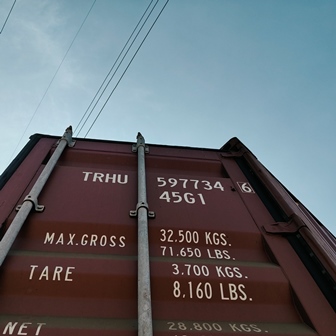 TRHU 597734 6
45G1
MAX.GROSS 32.500 KGS.
71.650 LBS.
TARE 3.700 KGS.
8.160 LBS.
NET 28.800 KGS.